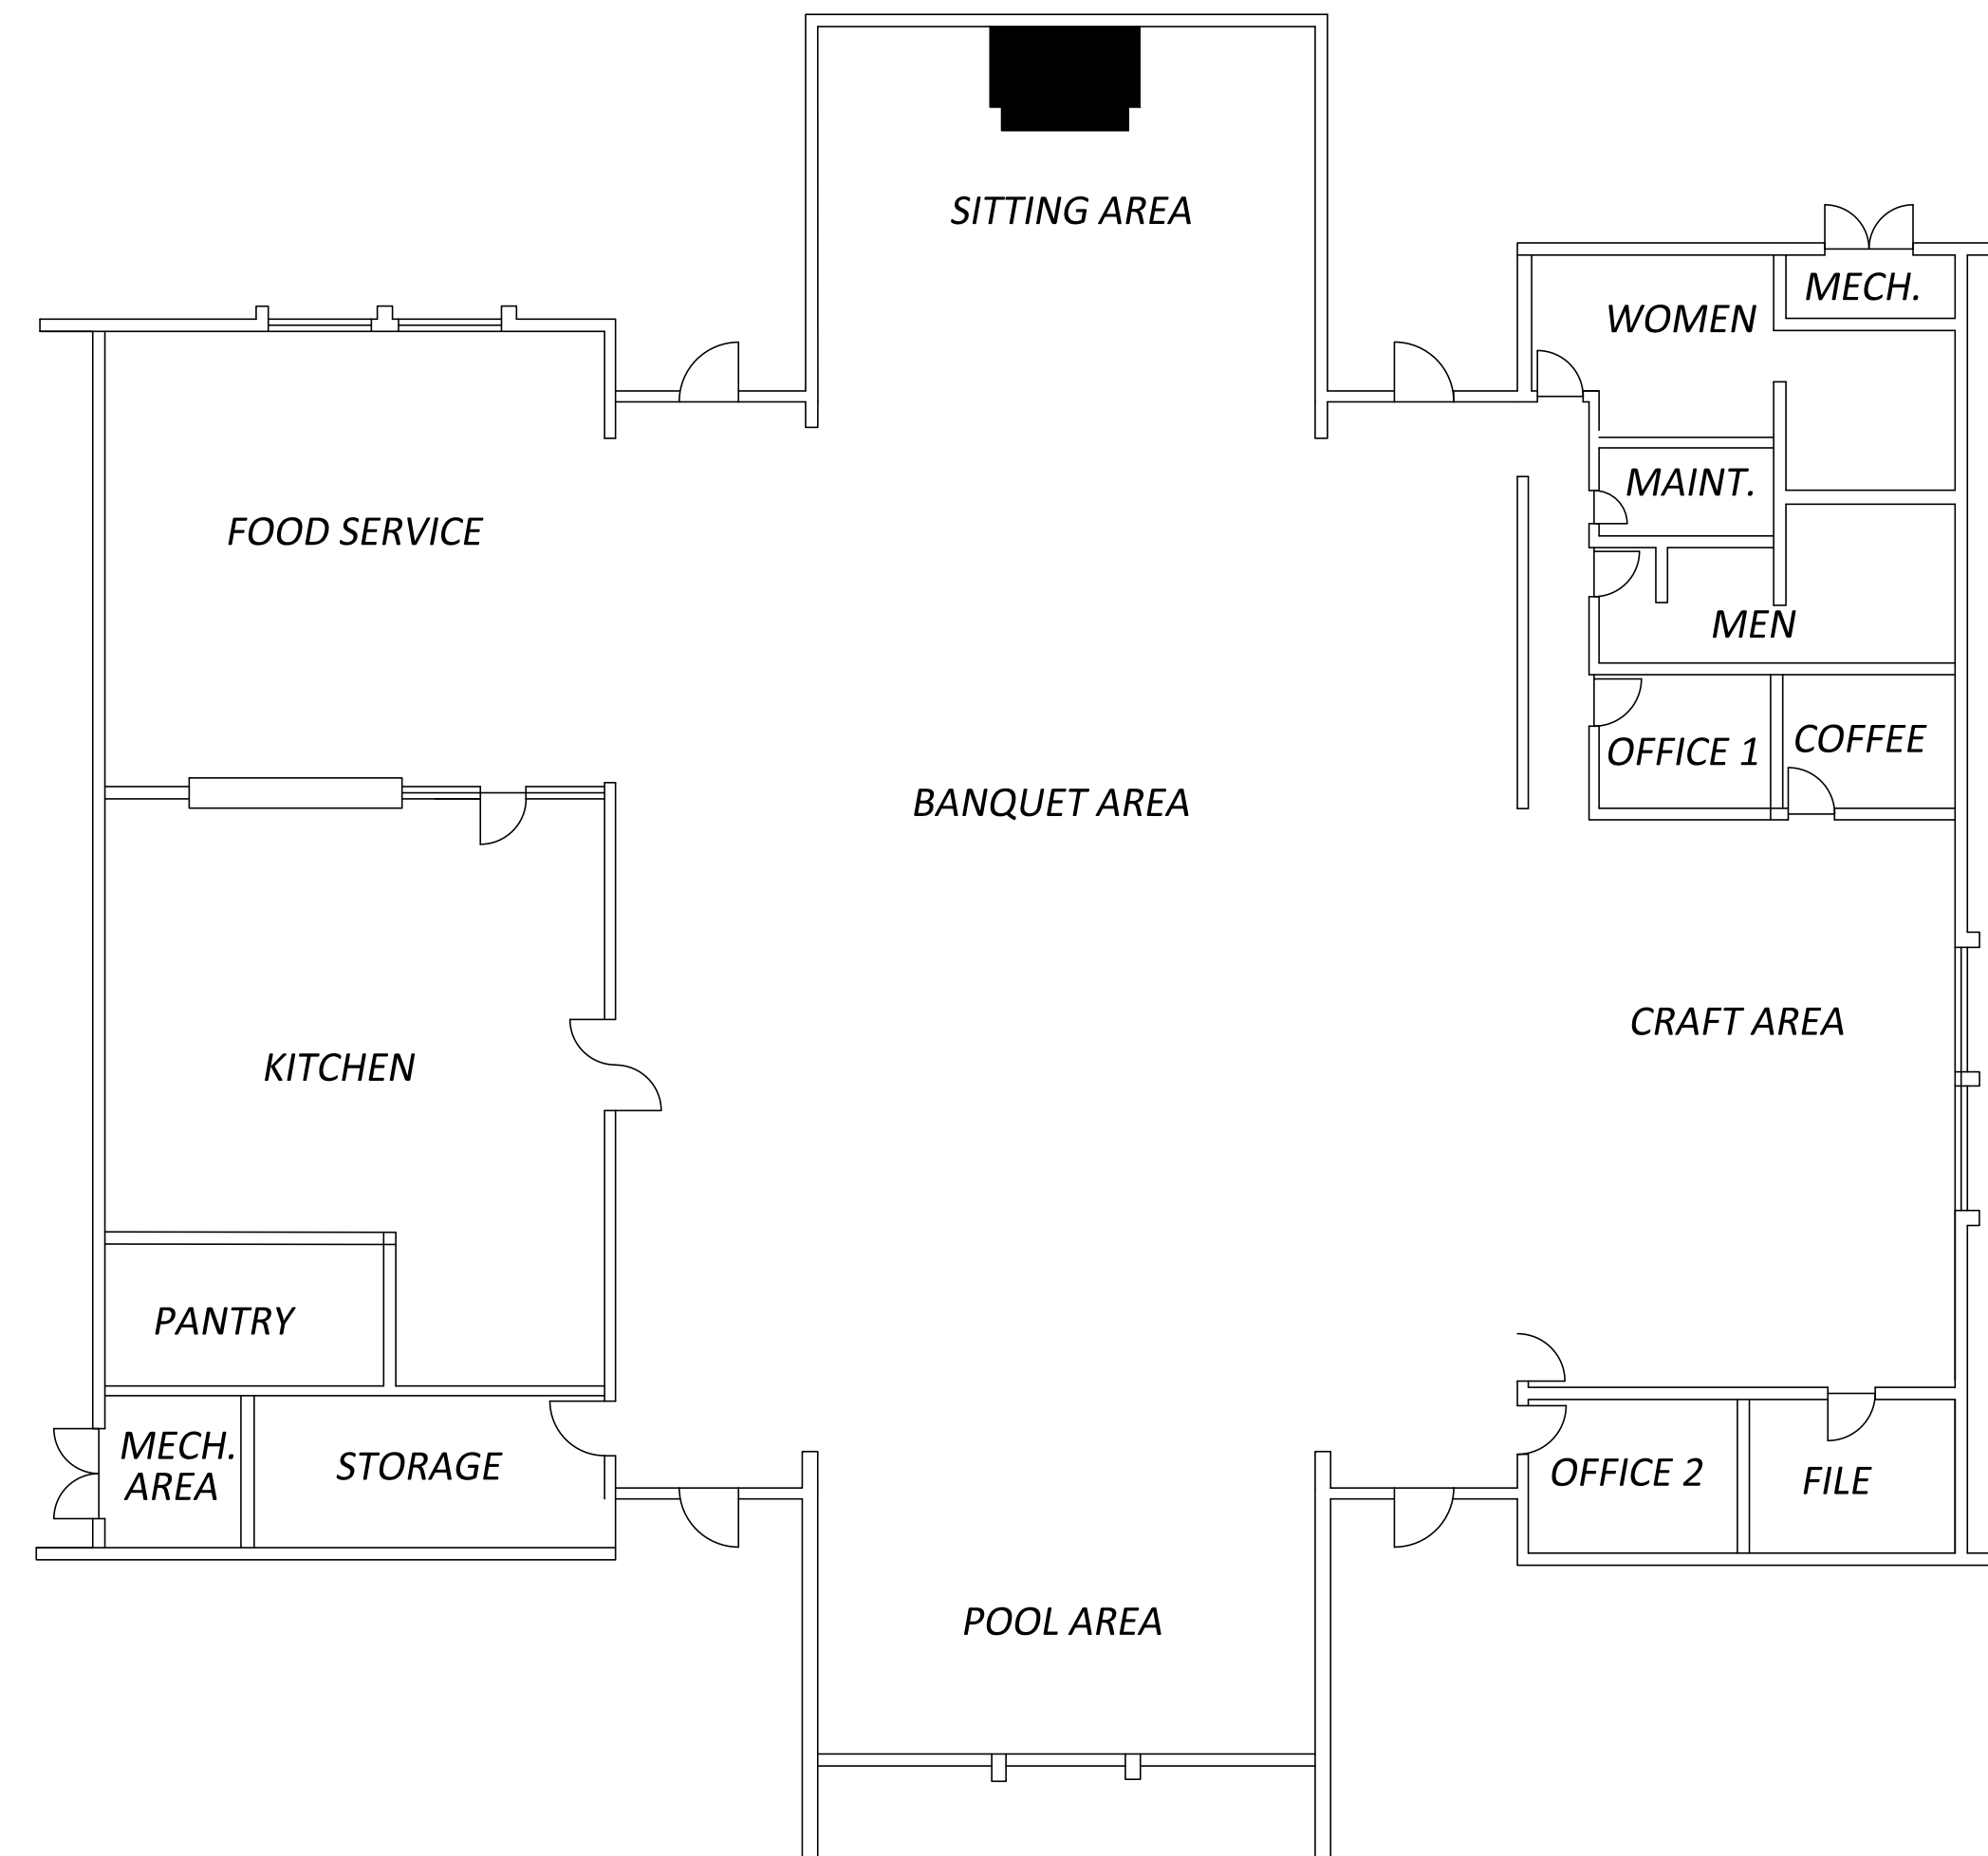 SITTING AREA
MECH.
WOMEN
MAINT.
FOOD SERVICE
MEN
COFFEE
OFFICE 1
BANQUET AREA
CRAFT AREA
KITCHEN
PANTRY
MECH.
AREA
STORAGE
OFFICE 2
FILE
POOL AREA